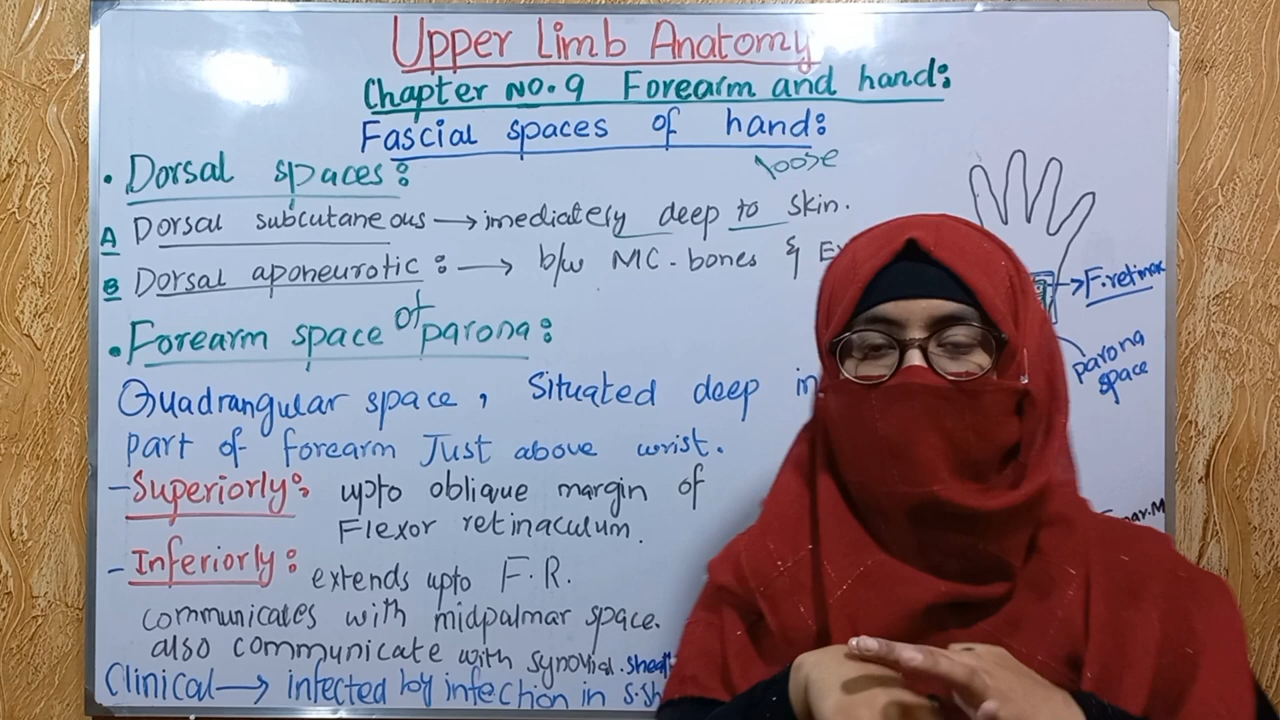 Upper Limb Anatomy
Chapter NO.9 Forearm and hand:
Fascial spaces of hand:
• Dorsal spaces:
loose
A Dorsal subcutaneous → imediately deep to skin.
B Dorsal aponeurotic : → b/w MC. bones &
• Forearm space of parona:
Quadrangular space, Situated deep in
part of forearm Just above wrist.
- Superiorly: upto oblique margin of
Flexor retinaculum.
- Inferiorly: extends upto F.R.
communicates with midpalmar space.
also communicate with synovial.
Clinical → infected by infection in
→ F.
parona
space